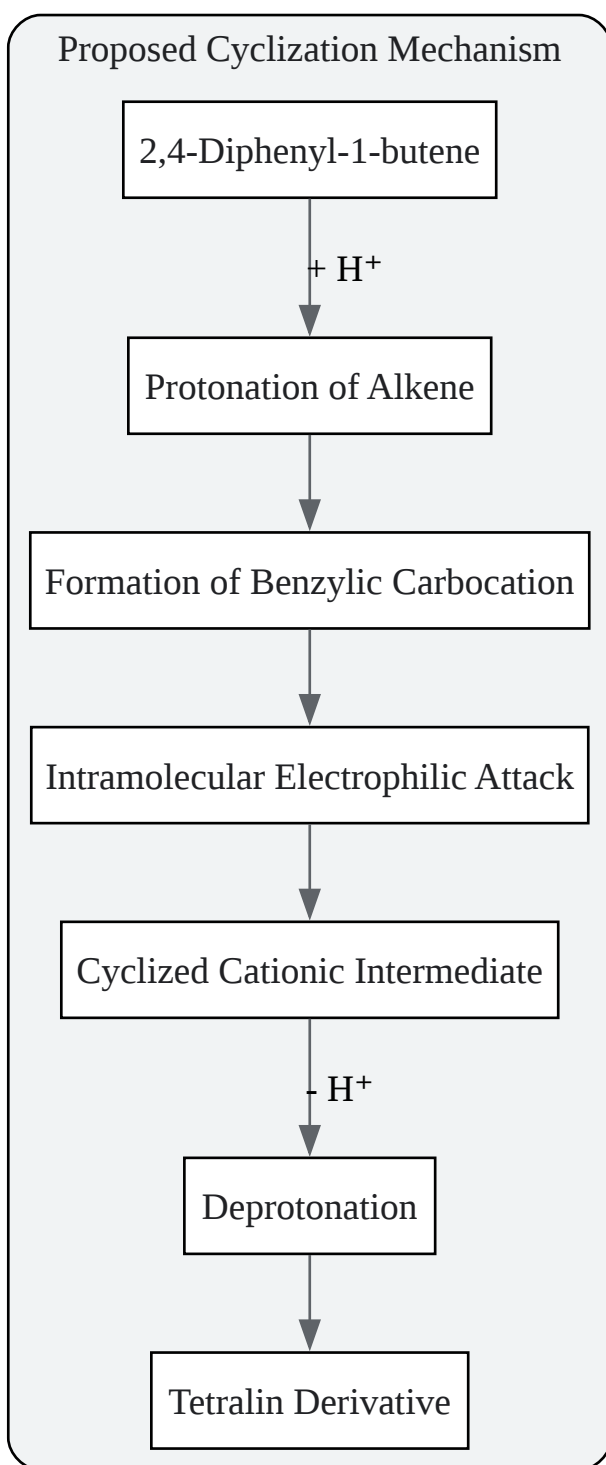 Proposed Cyclization Mechanism
2,4-Diphenyl-1-butene
+ H⁺
Protonation of Alkene
Formation of Benzylic Carbocation
Intramolecular Electrophilic Attack
Cyclized Cationic Intermediate
- H⁺
Deprotonation
Tetralin Derivative